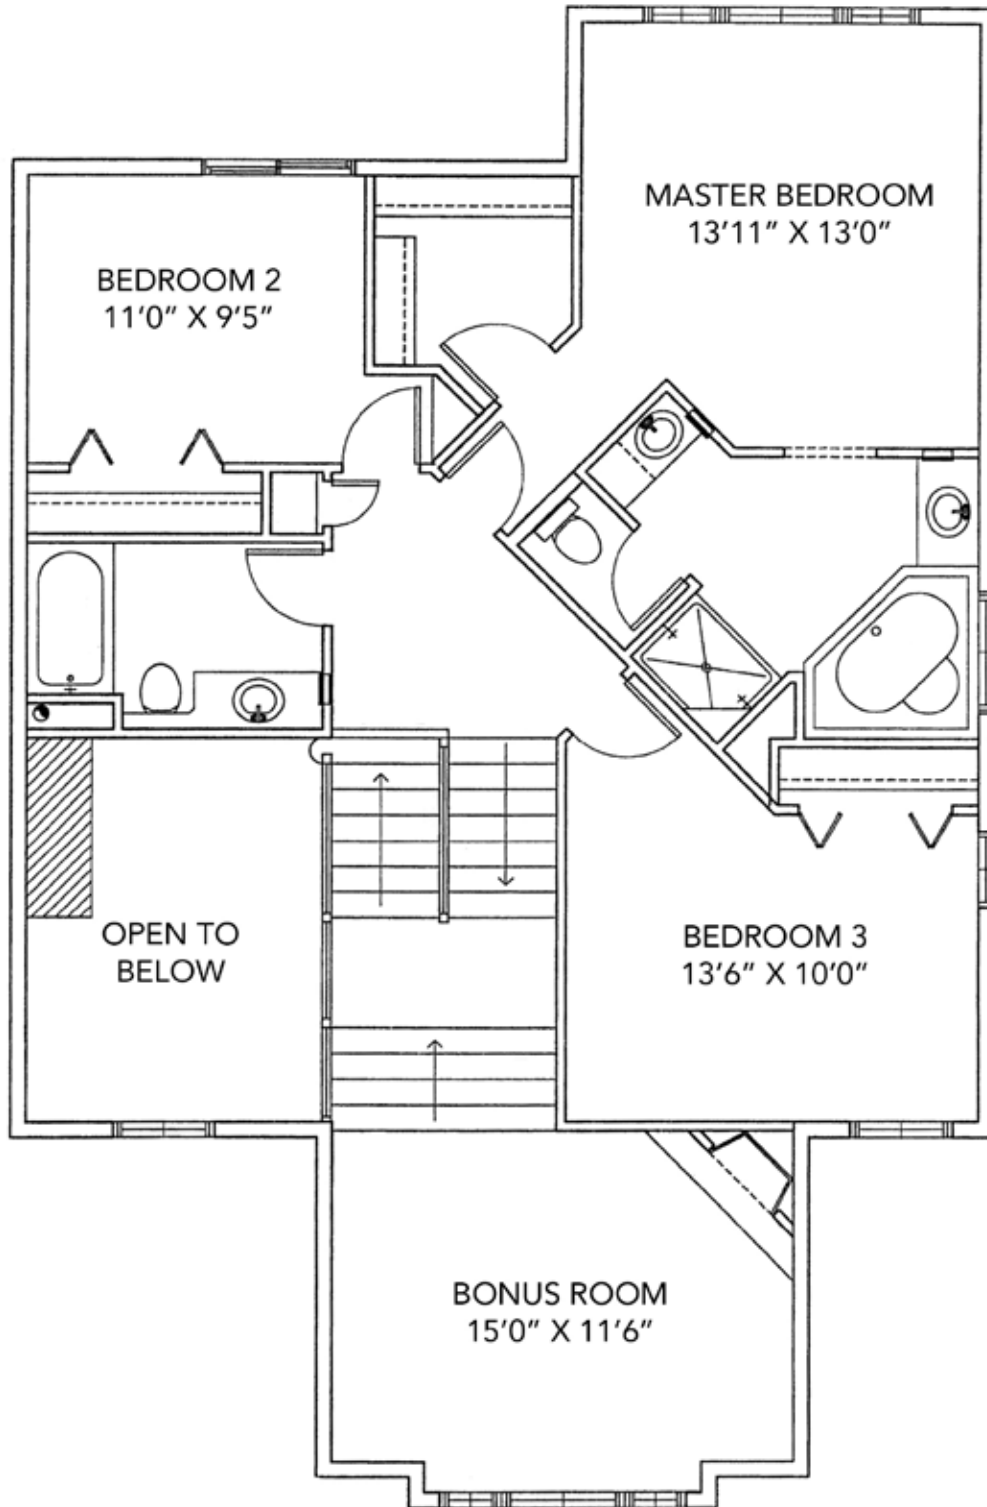 MASTER BEDROOM
13'11" X 13'0"
BEDROOM 2
11'0" X 9'5"
OPEN TO
BELOW
BEDROOM 3
13'6" X 10'0"
BONUS ROOM
15'0" X 11'6"